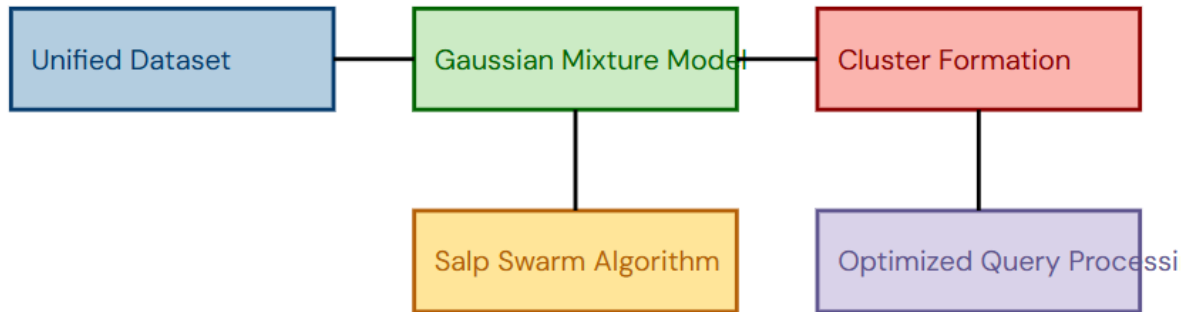 Unified Dataset
Gaussian Mixture Model
Cluster Formation
Salp Swarm Algorithm
Optimized Query Processi